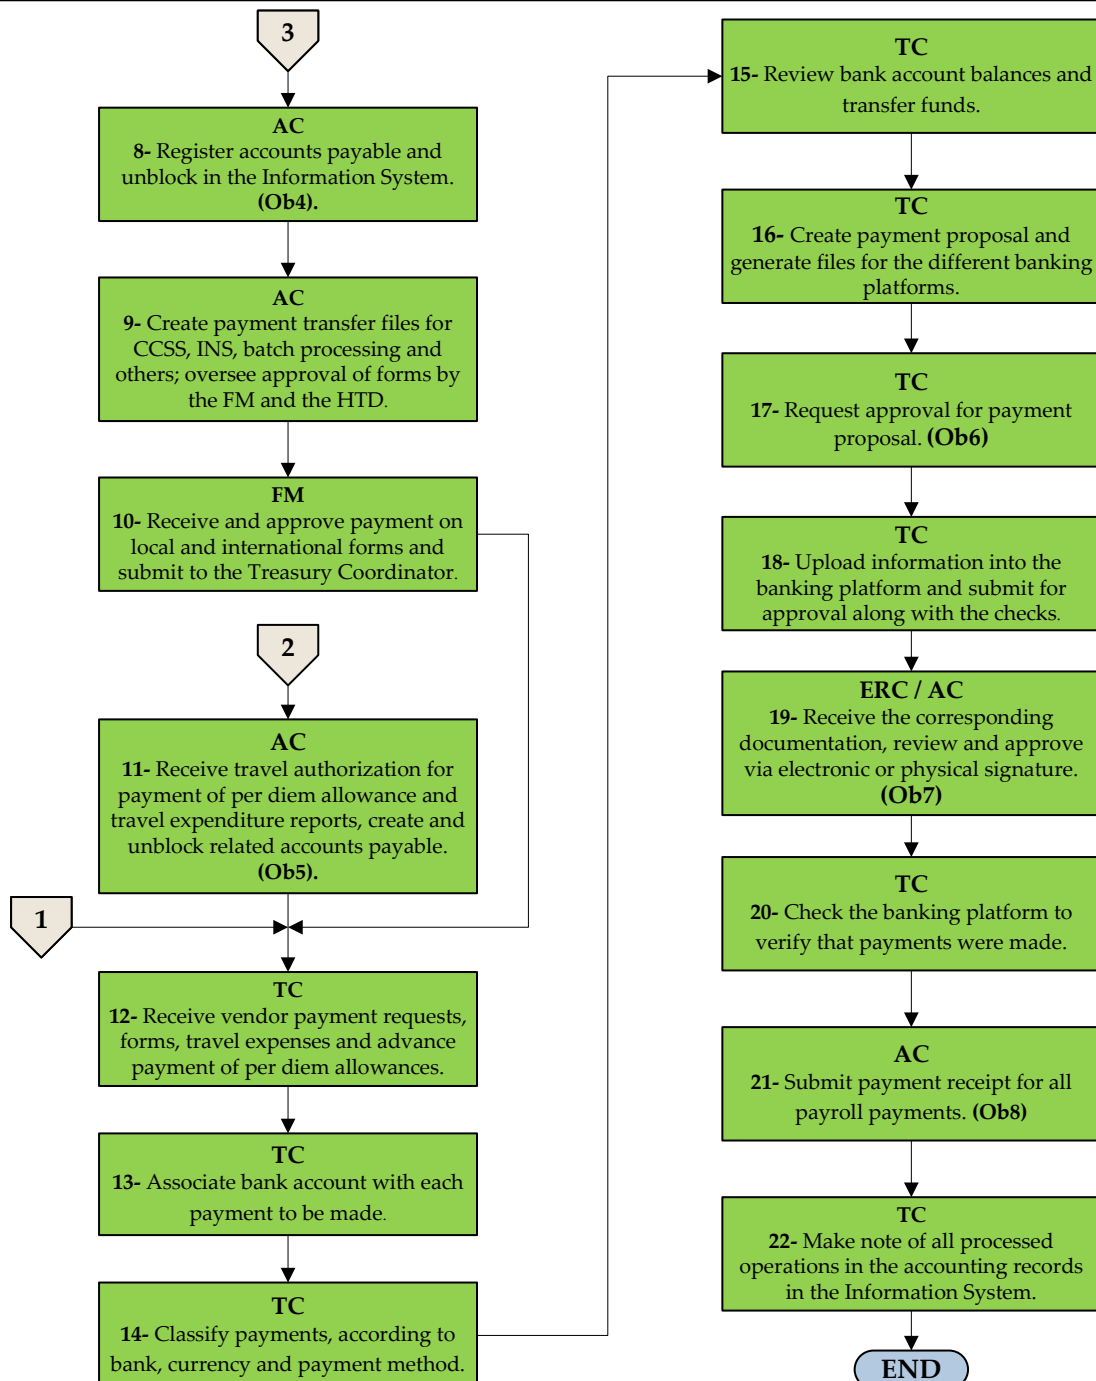 3
AC
8- Register accounts payable and
unblock in the Information System.
(Ob4).
AC
9- Create payment transfer files for
CCSS, INS, batch processing and
others; oversee approval of forms by
the FM and the HTD.
FM
10- Receive and approve payment on
local and international forms and
submit to the Treasury Coordinator.
2
AC
11- Receive travel authorization for
payment of per diem allowance and
travel expenditure reports, create and
unblock related accounts payable.
(Ob5).
1
TC
12- Receive vendor payment requests,
forms, travel expenses and advance
payment of per diem allowances.
TC
13- Associate bank account with each
payment to be made.
TC
14- Classify payments, according to
bank, currency and payment method.
TC
15- Review bank account balances and
transfer funds.
TC
16- Create payment proposal and
generate files for the different banking
platforms.
TC
17- Request approval for payment
proposal. (Ob6)
TC
18- Upload information into the
banking platform and submit for
approval along with the checks.
ERC / AC
19- Receive the corresponding
documentation, review and approve
via electronic or physical signature.
(Ob7)
TC
20- Check the banking platform to
verify that payments were made.
AC
21- Submit payment receipt for all
payroll payments. (Ob8)
TC
22- Make note of all processed
operations in the accounting records
in the Information System.
END